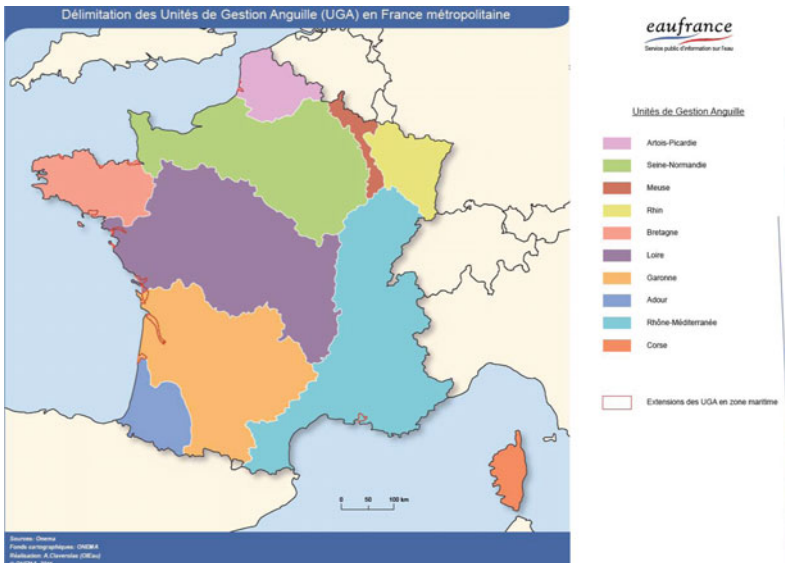 Délimitation des Unités de Gestion Anguille (UGA) en France métropolitaine
eaufrance
Service public d'information sur l'eau
Unités de Gestion Anguille
Artois-Picardie
Seine-Normandie
Meuse
Rhin
Bretagne
Loire
Garonne
Adour
Rhône-Méditerranée
Corse
Extensions des UGA en zone maritime
0 50 100 km
Sources: Onema
Fonds cartographiques: ONEMA
Réalisation: A.Claverolas (OIEau)